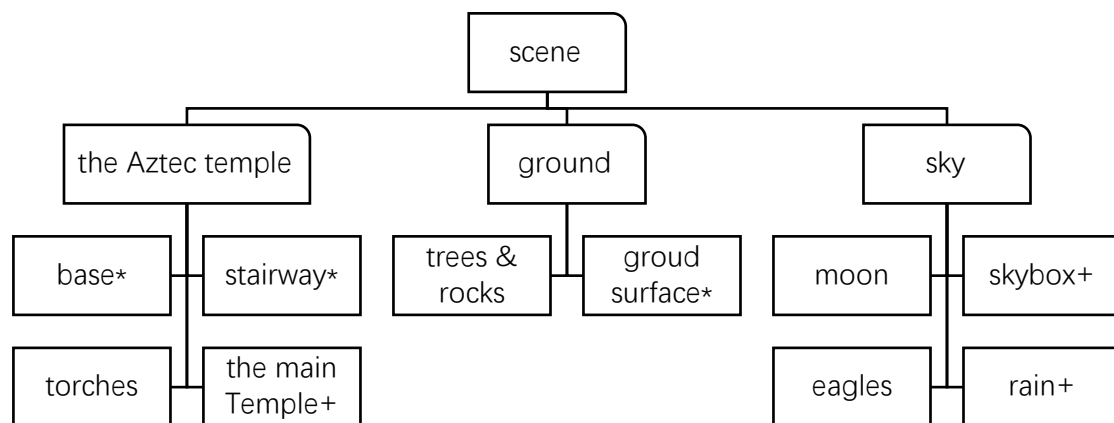 scene
the Aztec temple
ground
sky
base*
stairway*
trees &
rocks
groud
surface*
moon
skybox+
torches
the main
Temple+
eagles
rain+